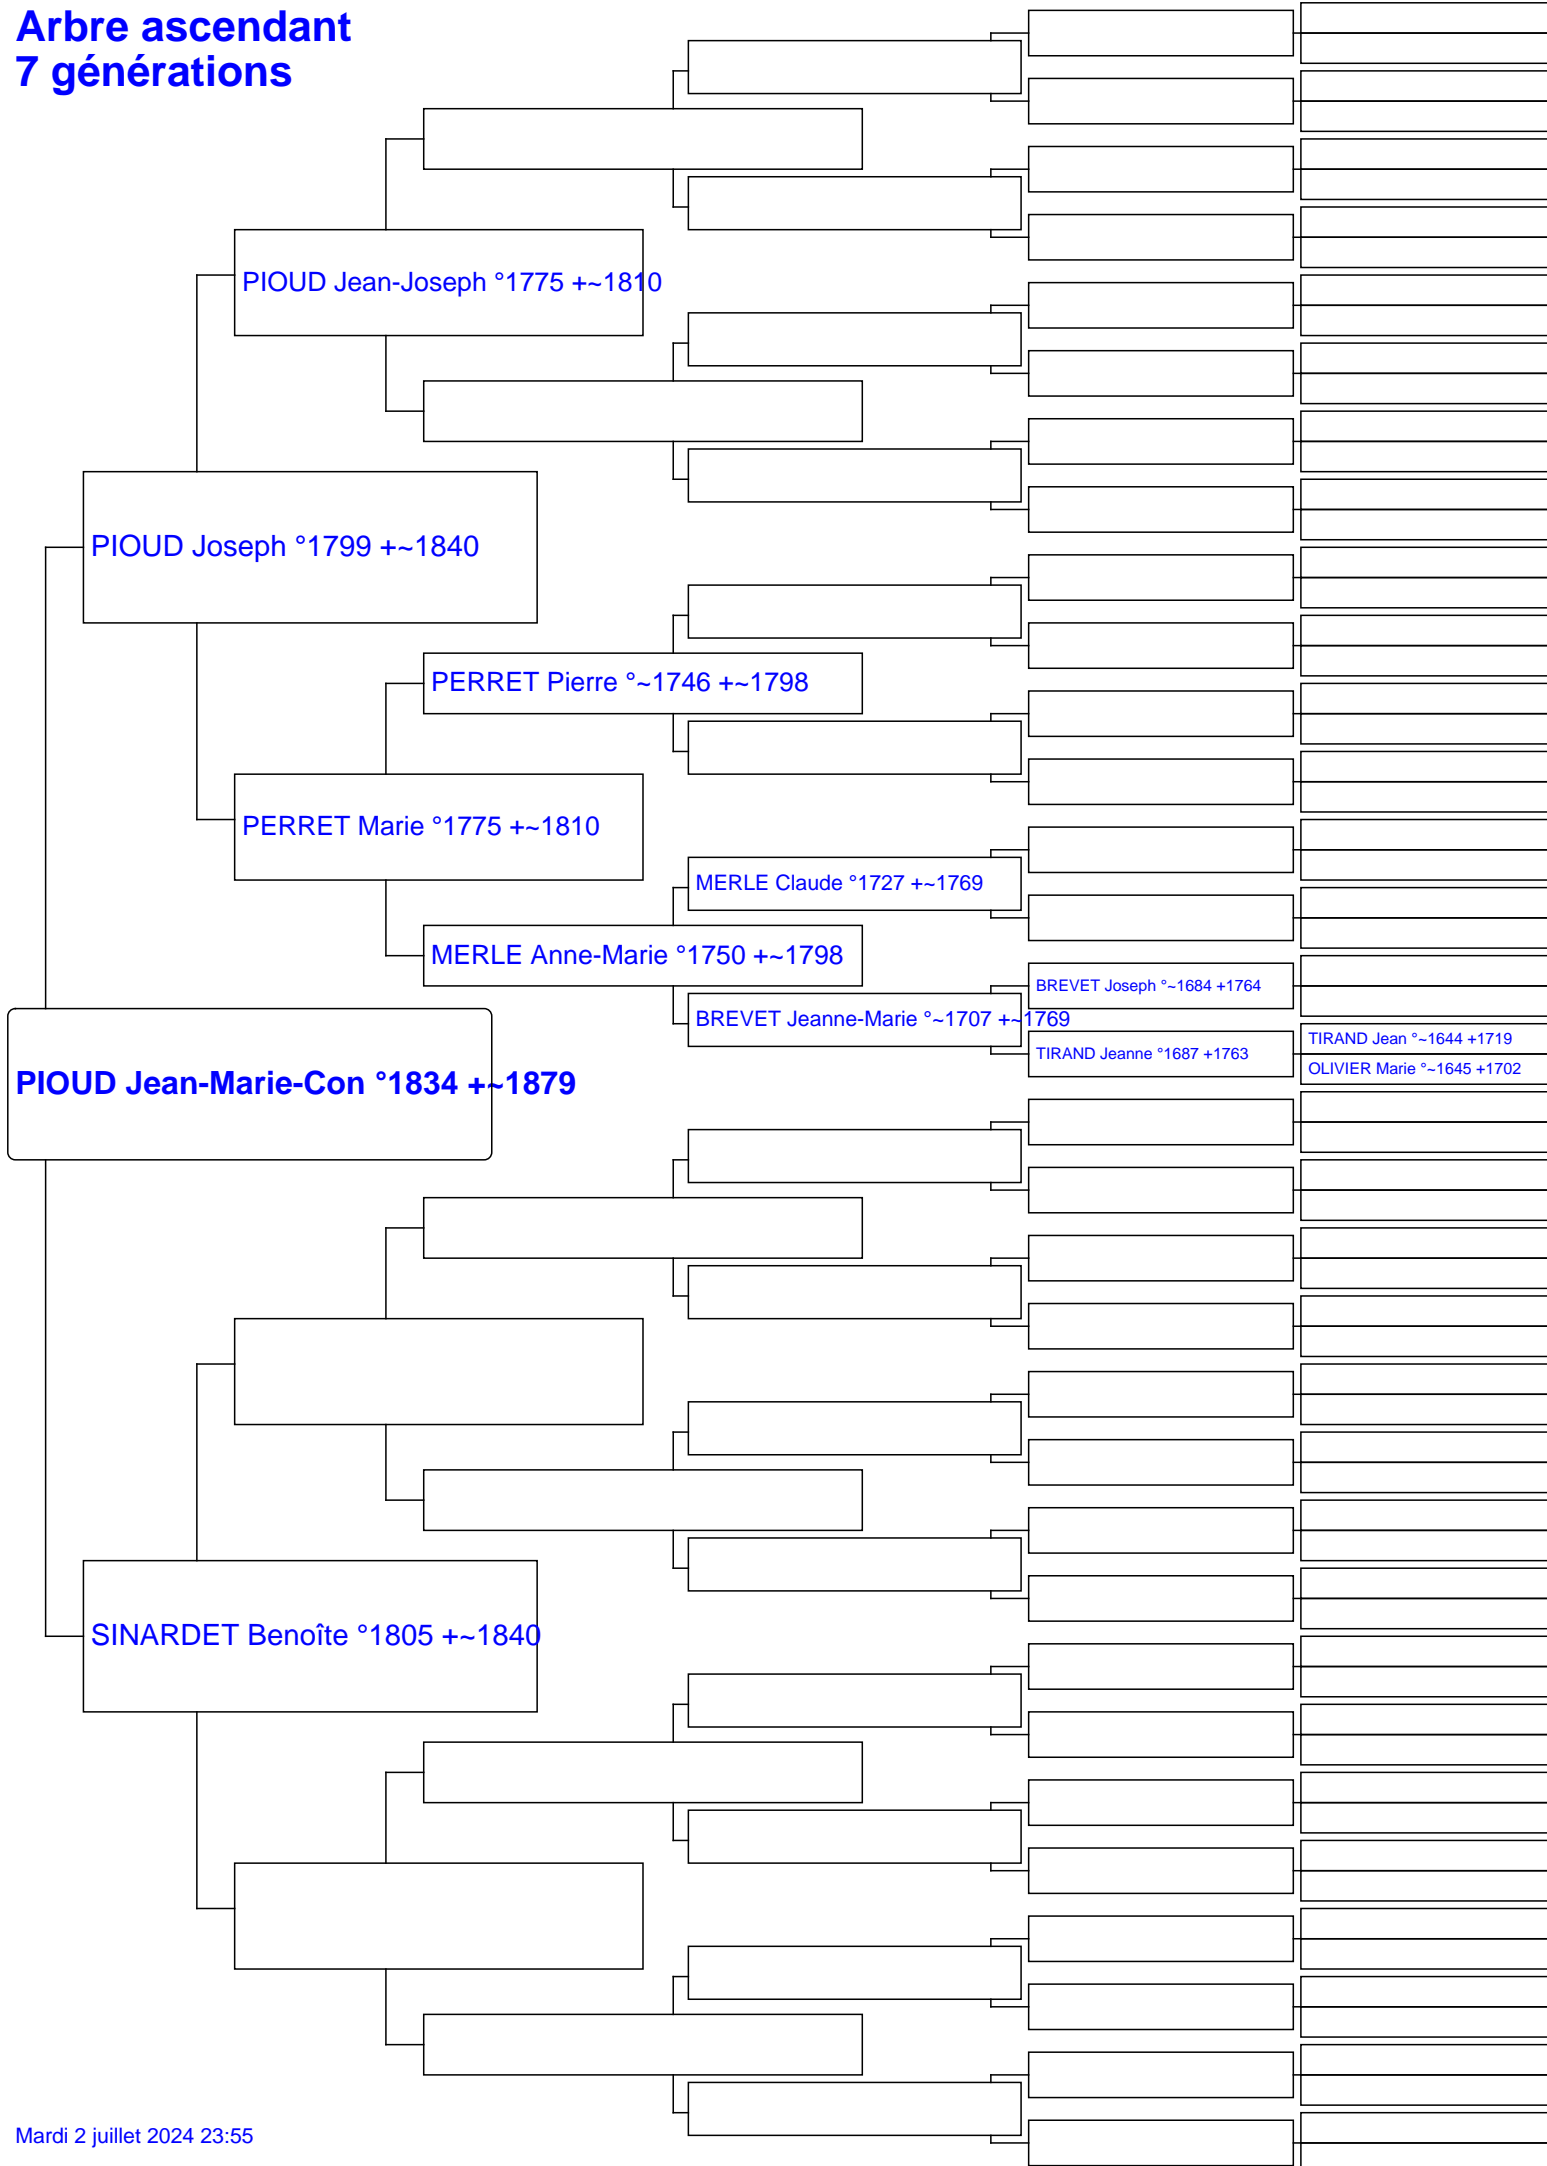 Arbre ascendant
7 générations
PIOUD Jean-Joseph °1775 +~1810
PIOUD Joseph °1799 +~1840
PERRET Pierre °~1746 +~1798
PERRET Marie °1775 +~1810
MERLE Claude °1727 +~1769
MERLE Anne-Marie °1750 +~1798
BREVET Joseph °~1684 +1764
BREVET Jeanne-Marie °~1707 +~1769
TIRAND Jean °~1644 +1719
TIRAND Jeanne °1687 +1763
OLIVIER Marie °~1645 +1702
PIOUD Jean-Marie-Con °1834 +~1879
SINARDET Benoîte °1805 +~1840
Mardi 2 juillet 2024 23:55